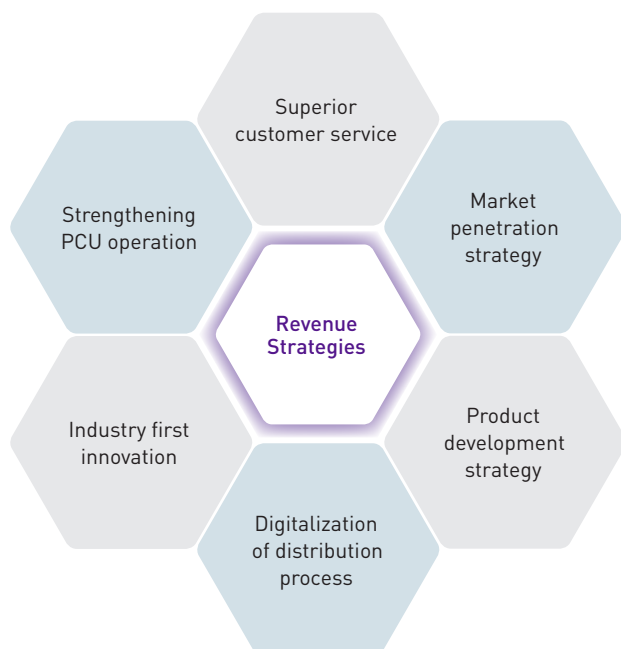 Superior
customer service
Market
penetration
strategy
Product
development
strategy
Digitalization
of distribution
process
Industry first
innovation
Strengthening
PCU operation
Revenue
Strategies